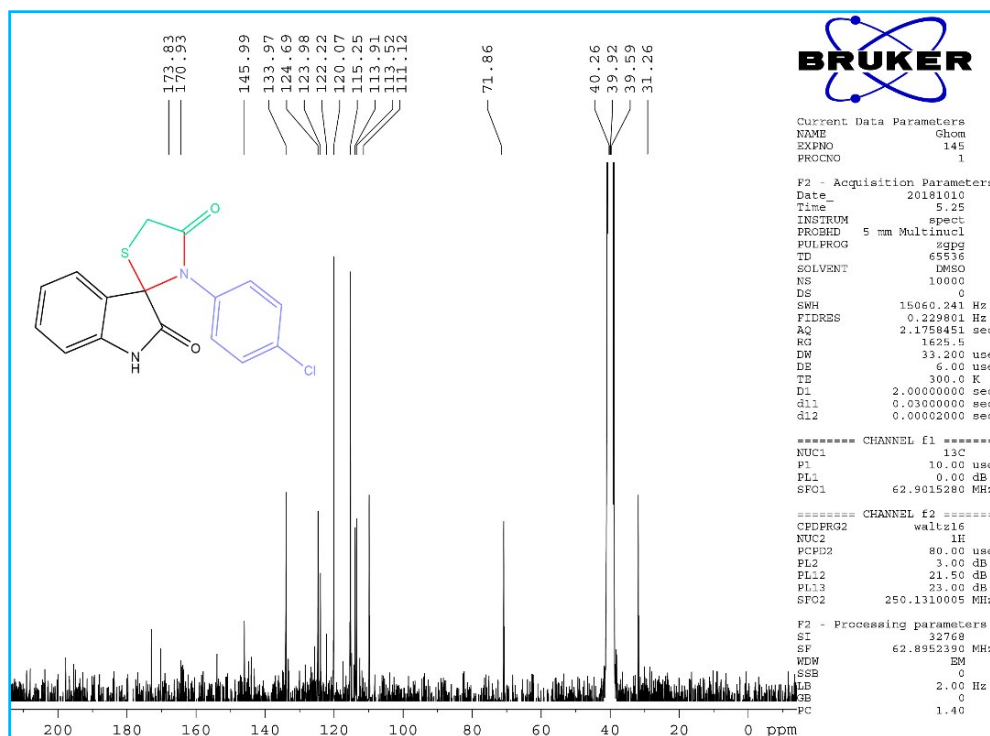 173.83
170.93
145.99
133.97
124.69
123.98
122.22
120.07
115.25
113.91
113.52
111.12
71.86
40.26
39.92
39.59
31.26
BRUKER
O
S
N
O
N
H
Cl
Current Data Parameters
NAME Ghom
EXPNO 145
PROCNO 1
F2 - Acquisition Parameters
Date_ 20181010
Time 5.25
INSTRUM spect
PROBHD 5 mm Multinucl
PULPROG zgpg
TD 65536
SOLVENT DMSO
NS 10000
DS 0
SWH 15060.241 Hz
FIDRES 0.229801 Hz
AQ 2.1758451 sec
RG 1625.5
DW 33.200 use
DE 6.00 use
TE 300.0 K
D1 2.00000000 sec
d11 0.03000000 sec
d12 0.00002000 sec
======== CHANNEL f1 ========
NUC1 13C
P1 10.00 use
PL1 0.00 dB
SFO1 62.9015280 MHz
======== CHANNEL f2 ========
CPDPRG2 waltz16
NUC2 1H
PCPD2 80.00 use
PL2 3.00 dB
PL12 21.50 dB
PL13 23.00 dB
SFO2 250.1310005 MHz
F2 - Processing parameters
SI 32768
SF 62.8952390 MHz
WDW EM
SSB 0
LB 2.00 Hz
GB 0
PC 1.40
200 180 160 140 120 100 80 60 40 20 0 ppm